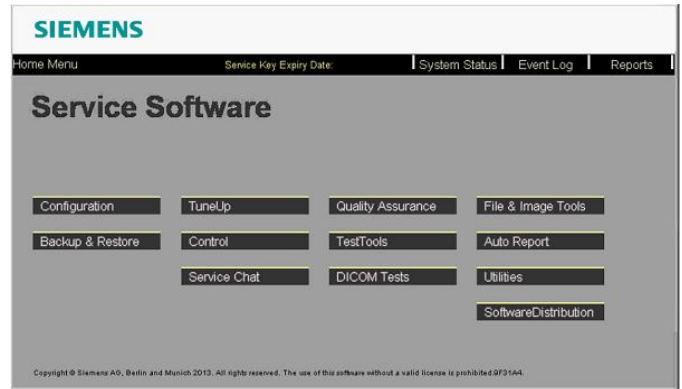 SIEMENS
Home Menu Service Key Expiry Date: System Status Event Log Reports
Service Software
Configuration TuneUp Quality Assurance File & Image Tools
Backup & Restore Control TestTools Auto Report
Service Chat DICOM Tests Utilities
SoftwareDistribution
Copyright © Siemens AG, Berlin and Munich 2013. All rights reserved. The use of this software without a valid license is prohibited.9F31A4.